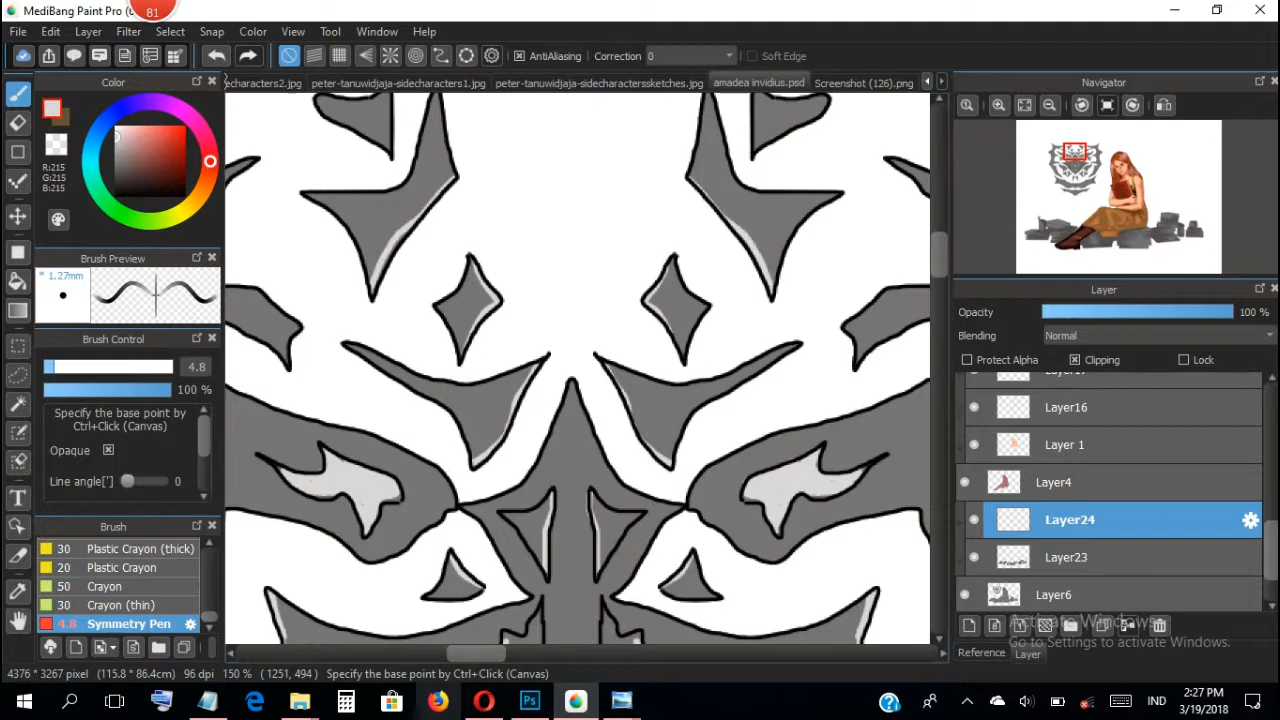 MediBang Paint Pro (
81
File Edit Layer Filter Select Snap Color View Tool Window Help
AntiAliasing Correction 0 Soft Edge
Color
echaracters2.jpg peter-tanuwidjaja-sidecharacters1.jpg peter-tanuwidjaja-sidecharacterssketches.jpg amadea invidius.psd Screenshot (126).png
Navigator
R:215
G:215
B:215
Brush Preview
* 1.27mm
Brush Control
4.8
100 %
Specify the base point by
Ctrl+Click (Canvas)
Opaque
Line angle[°] 0
Brush
30 Plastic Crayon (thick)
20 Plastic Crayon
50 Crayon
30 Crayon (thin)
4.8 Symmetry Pen
Layer
Opacity 100 %
Blending Normal
Protect Alpha Clipping Lock
Layer17
Layer16
Layer 1
Layer4
Layer24
Layer23
Layer6
Activate Windows
Go to Settings to activate Windows.
Reference Layer
4376 * 3267 pixel (115.8 * 86.4cm) 96 dpi 150 % ( 1251, 494 ) Specify the base point by Ctrl+Click (Canvas)
IND
2:27 PM
3/19/2018